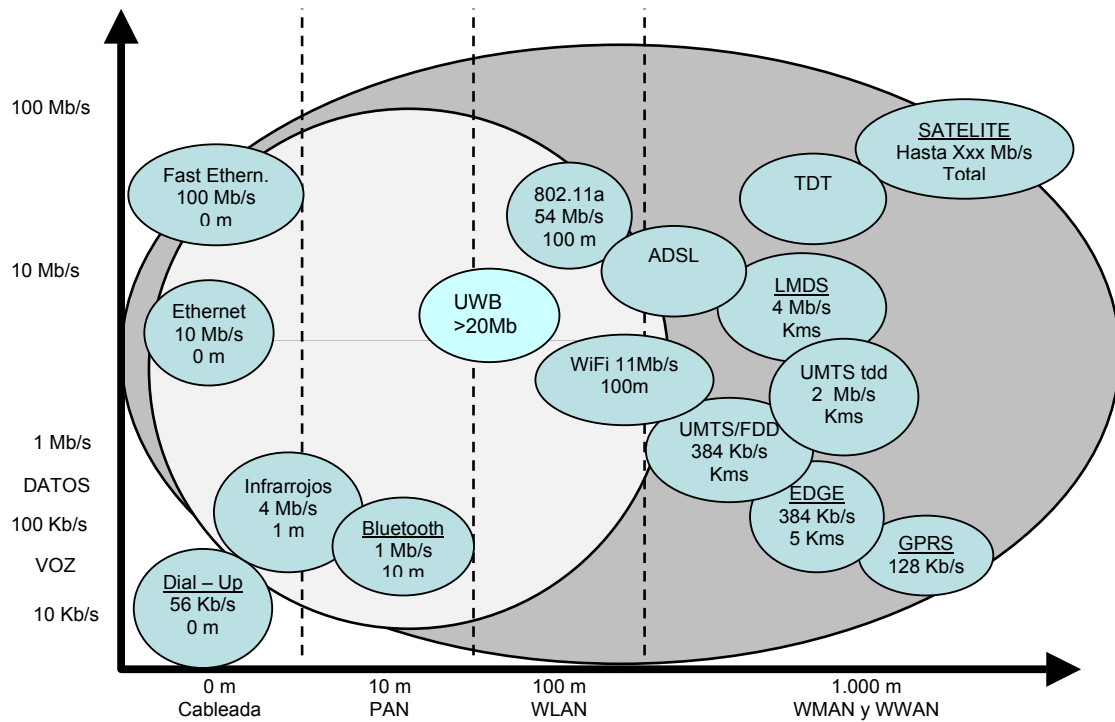 100 Mb/s
10 Mb/s
1 Mb/s
DATOS
100 Kb/s
VOZ
10 Kb/s
Fast Ethern.
100 Mb/s
0 m
Ethernet
10 Mb/s
0 m
Infrarrojos
4 Mb/s
1 m
Bluetooth
1 Mb/s
10 m
Dial – Up
56 Kb/s
0 m
UWB
>20Mb
802.11a
54 Mb/s
100 m
WiFi 11Mb/s
100m
ADSL
TDT
SATELITE
Hasta Xxx Mb/s
Total
LMDS
4 Mb/s
Kms
UMTS tdd
2 Mb/s
Kms
UMTS/FDD
384 Kb/s
Kms
EDGE
384 Kb/s
5 Kms
GPRS
128 Kb/s
0 m
Cableada
10 m
PAN
100 m
WLAN
1.000 m
WMAN y WWAN